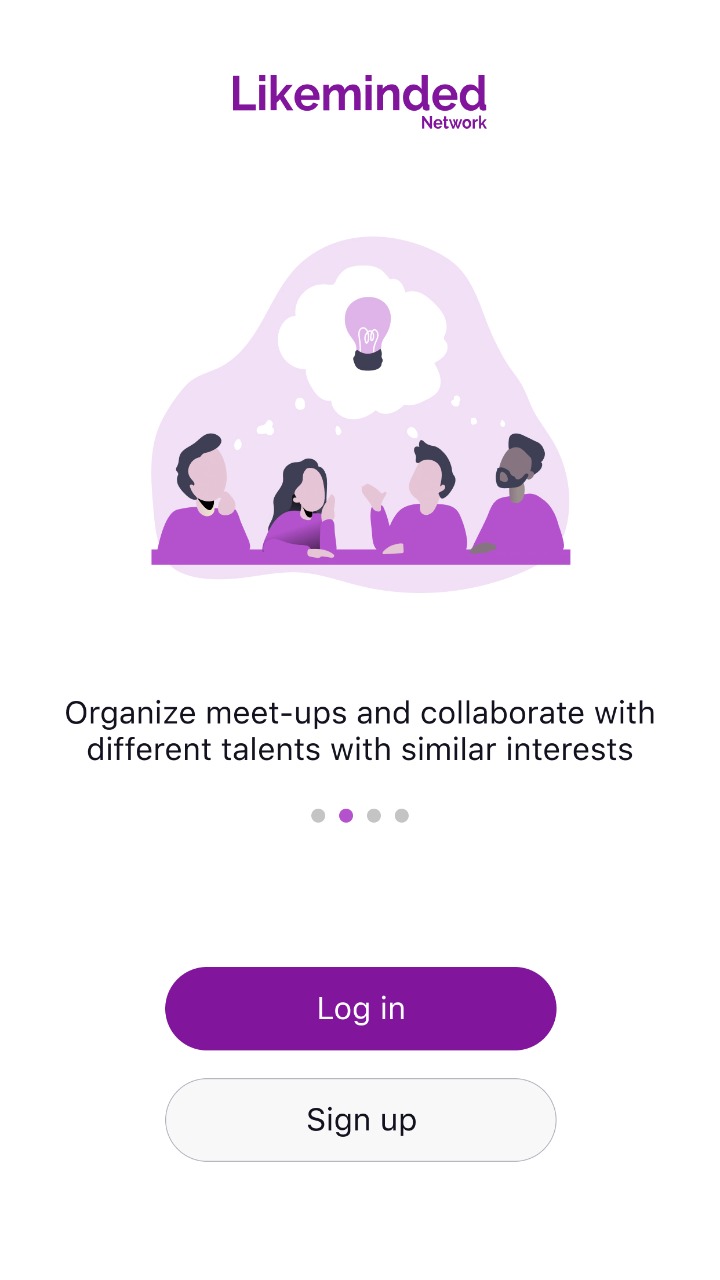 Likeminded
Network
Organize meet-ups and collaborate with
different talents with similar interests
Log in
Sign up